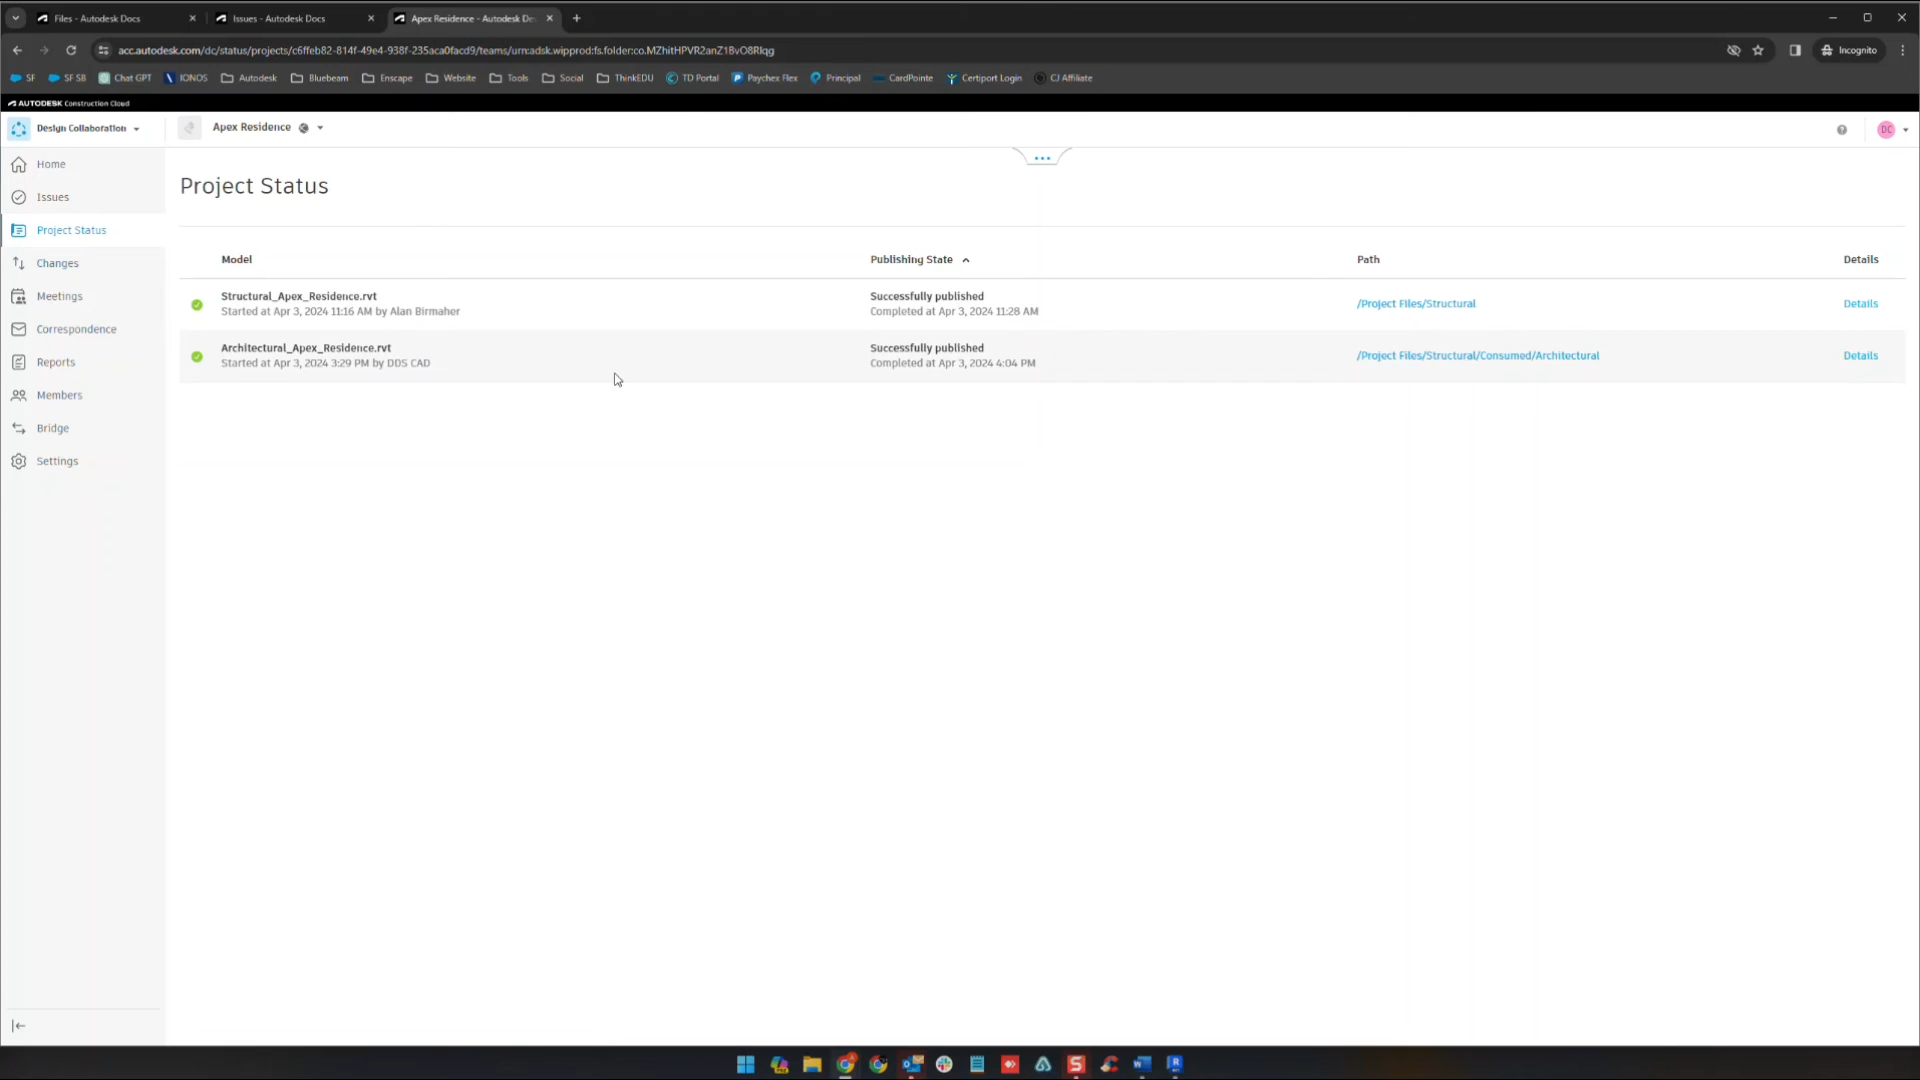 Files - Autodesk Docs
Issues - Autodesk Docs
Apex Residence - Autodesk De
acc.autodesk.com/dc/status/projects/c6ffeb82-814f-49e4-938f-235aca0facd9/teams/urn:adsk.wipprod:fs.folder:co.MZhitHPVR2anZ1BvO8RIqg
Incognito
SF
SF SB
Chat GPT
IONOS
Autodesk
Bluebeam
Enscape
Website
Tools
Social
ThinkEDU
TD Portal
Paychex Flex
Principal
CardPointe
Certiport Login
CJ Affiliate
AUTODESK Construction Cloud
Design Collaboration
Apex Residence
DC
Home
Issues
Project Status
Changes
Meetings
Correspondence
Reports
Members
Bridge
Settings
Project Status
Model
Publishing State
Path
Details
Structural_Apex_Residence.rvt
Started at Apr 3, 2024 11:16 AM by Alan Birmaher
Successfully published
Completed at Apr 3, 2024 11:28 AM
/Project Files/Structural
Details
Architectural_Apex_Residence.rvt
Started at Apr 3, 2024 3:29 PM by DDS CAD
Successfully published
Completed at Apr 3, 2024 4:04 PM
/Project Files/Structural/Consumed/Architectural
Details